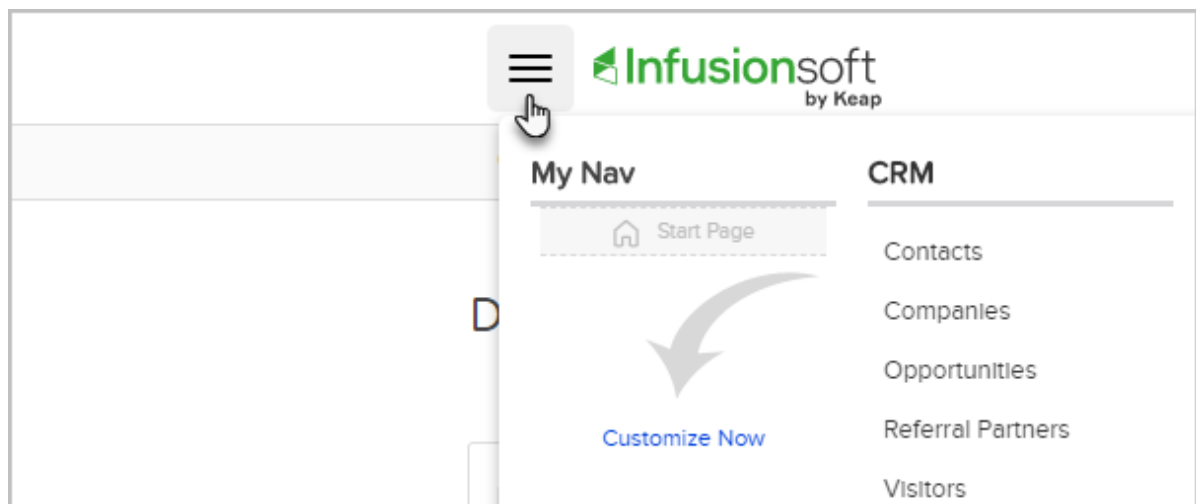 Infusionsoft
by Keap
My Nav
Start Page
Customize Now
CRM
Contacts
Companies
Opportunities
Referral Partners
Visitors
D